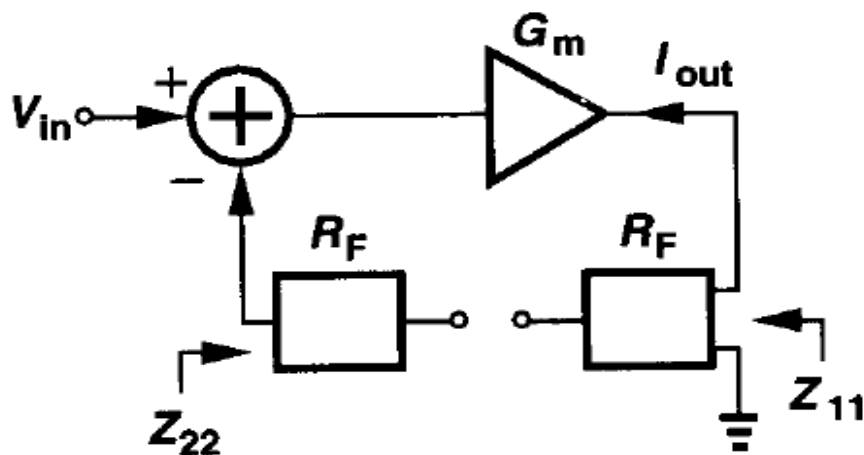 G_m
I_out
+
V_in
−
R_F
R_F
Z_22
Z_11